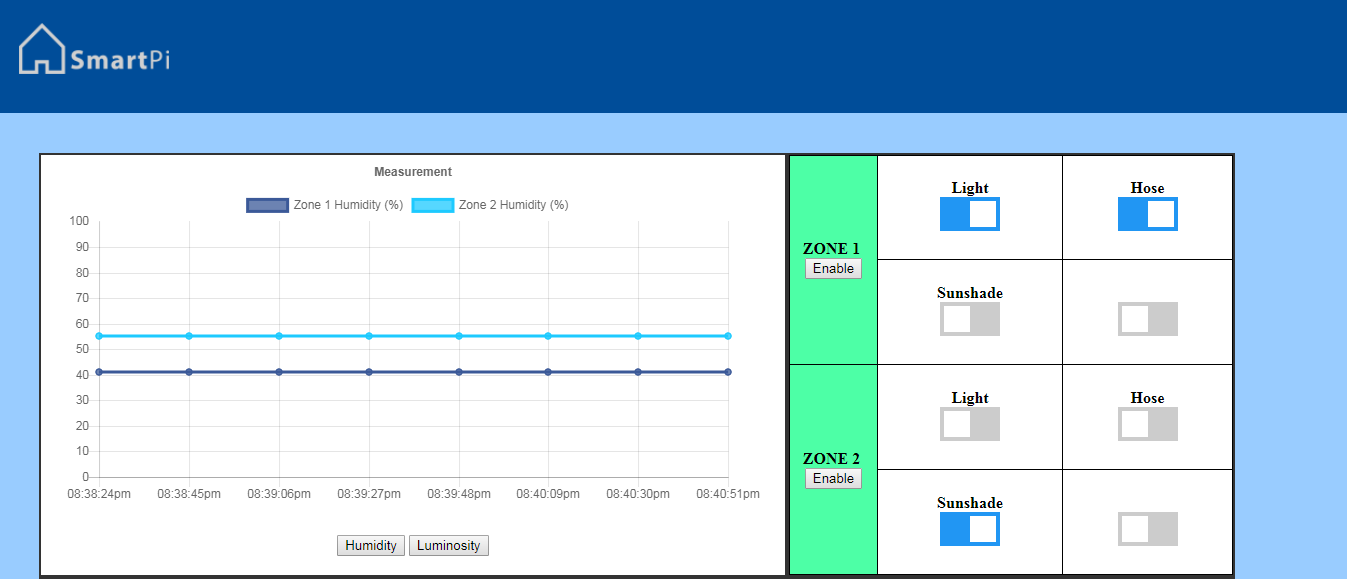 SmartPi
Measurement
Zone 1 Humidity (%) Zone 2 Humidity (%)
100
90
80
70
60
50
40
30
20
10
0
08:38:24pm 08:38:45pm 08:39:06pm 08:39:27pm 08:39:48pm 08:40:09pm 08:40:30pm 08:40:51pm
Humidity Luminosity
ZONE 1
Enable
Light Hose
Sunshade
ZONE 2
Enable
Light Hose
Sunshade